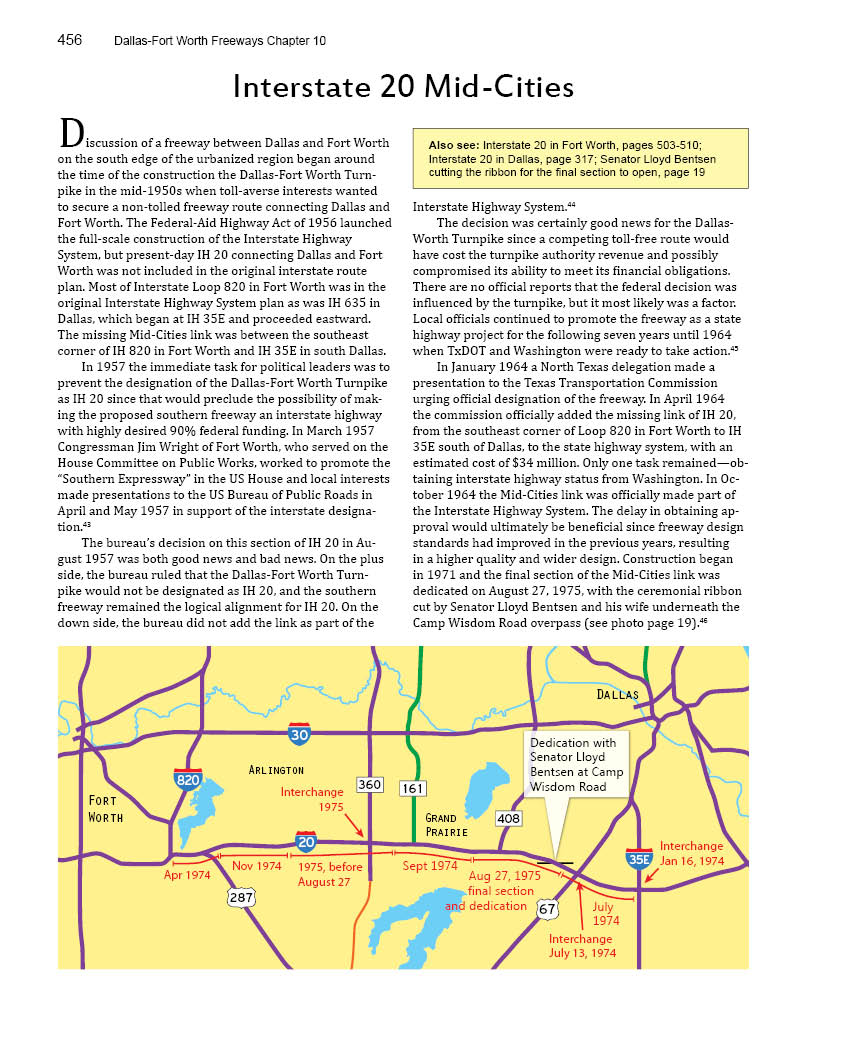 456
Dallas-Fort Worth Freeways Chapter 10
Interstate 20 Mid-Cities
Discussion of a freeway between Dallas and Fort Worth
on the south edge of the urbanized region began around
the time of the construction the Dallas-Fort Worth Turn-
pike in the mid-1950s when toll-averse interests wanted
to secure a non-tolled freeway route connecting Dallas and
Fort Worth. The Federal-Aid Highway Act of 1956 launched
the full-scale construction of the Interstate Highway
System, but present-day IH 20 connecting Dallas and Fort
Worth was not included in the original interstate route
plan. Most of Interstate Loop 820 in Fort Worth was in the
original Interstate Highway System plan as was IH 635 in
Dallas, which began at IH 35E and proceeded eastward.
The missing Mid-Cities link was between the southeast
corner of IH 820 in Fort Worth and IH 35E in south Dallas.
In 1957 the immediate task for political leaders was to
prevent the designation of the Dallas-Fort Worth Turnpike
as IH 20 since that would preclude the possibility of mak-
ing the proposed southern freeway an interstate highway
with highly desired 90% federal funding. In March 1957
Congressman Jim Wright of Fort Worth, who served on the
House Committee on Public Works, worked to promote the
“Southern Expressway” in the US House and local interests
made presentations to the US Bureau of Public Roads in
April and May 1957 in support of the interstate designa-
tion.43
The bureau’s decision on this section of IH 20 in Au-
gust 1957 was both good news and bad news. On the plus
side, the bureau ruled that the Dallas-Fort Worth Turn-
pike would not be designated as IH 20, and the southern
freeway remained the logical alignment for IH 20. On the
down side, the bureau did not add the link as part of the
Also see: Interstate 20 in Fort Worth, pages 503-510;
Interstate 20 in Dallas, page 317; Senator Lloyd Bentsen
cutting the ribbon for the final section to open, page 19
Interstate Highway System.44
The decision was certainly good news for the Dallas-
Worth Turnpike since a competing toll-free route would
have cost the turnpike authority revenue and possibly
compromised its ability to meet its financial obligations.
There are no official reports that the federal decision was
influenced by the turnpike, but it most likely was a factor.
Local officials continued to promote the freeway as a state
highway project for the following seven years until 1964
when TxDOT and Washington were ready to take action.45
In January 1964 a North Texas delegation made a
presentation to the Texas Transportation Commission
urging official designation of the freeway. In April 1964
the commission officially added the missing link of IH 20,
from the southeast corner of Loop 820 in Fort Worth to IH
35E south of Dallas, to the state highway system, with an
estimated cost of $34 million. Only one task remained—ob-
taining interstate highway status from Washington. In Oc-
tober 1964 the Mid-Cities link was officially made part of
the Interstate Highway System. The delay in obtaining ap-
proval would ultimately be beneficial since freeway design
standards had improved in the previous years, resulting
in a higher quality and wider design. Construction began
in 1971 and the final section of the Mid-Cities link was
dedicated on August 27, 1975, with the ceremonial ribbon
cut by Senator Lloyd Bentsen and his wife underneath the
Camp Wisdom Road overpass (see photo page 19).46
DALLAS
30
Dedication with
Senator Lloyd
Bentsen at Camp
Wisdom Road
ARLINGTON
820
360
161
Interchange
1975
FORT
WORTH
GRAND
PRAIRIE
408
20
35E
Interchange
Jan 16, 1974
Apr 1974
Nov 1974
1975, before
August 27
Sept 1974
Aug 27, 1975
final section
and dedication
287
67
July
1974
Interchange
July 13, 1974